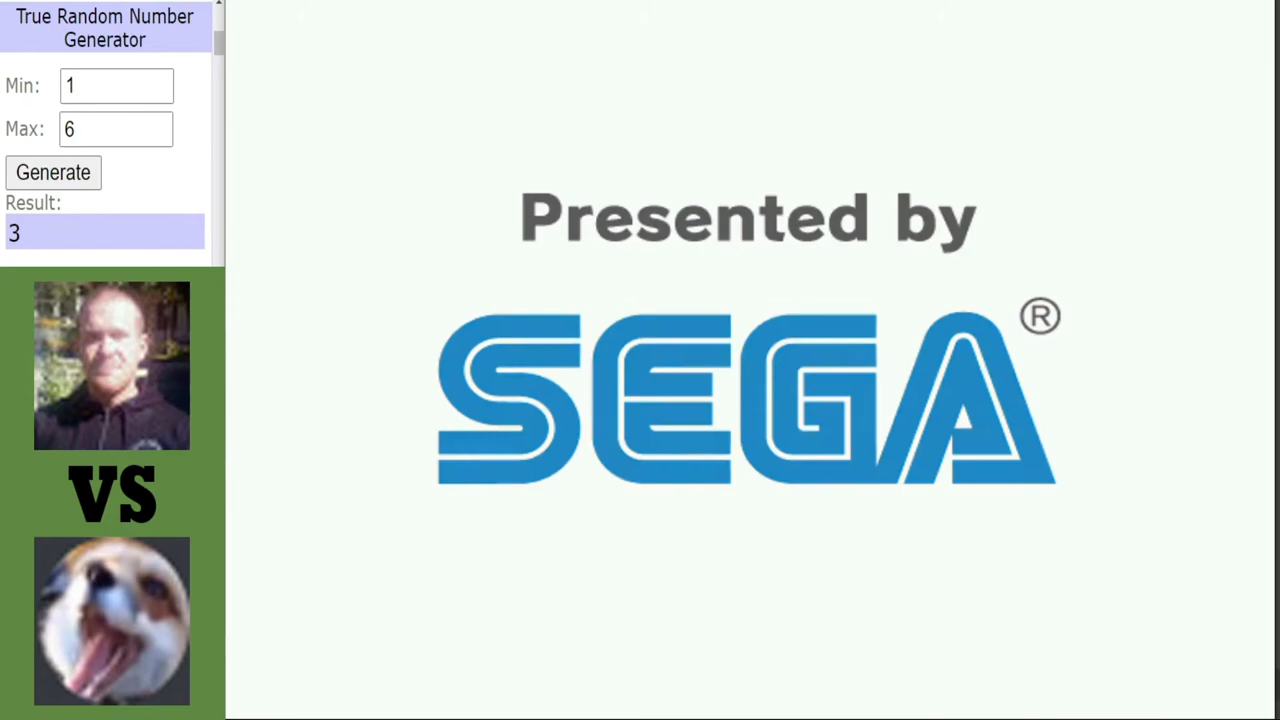 True Random Number
Generator
Min: 1
Max: 6
Generate
Result:
3
VS
Presented by
SEGA®